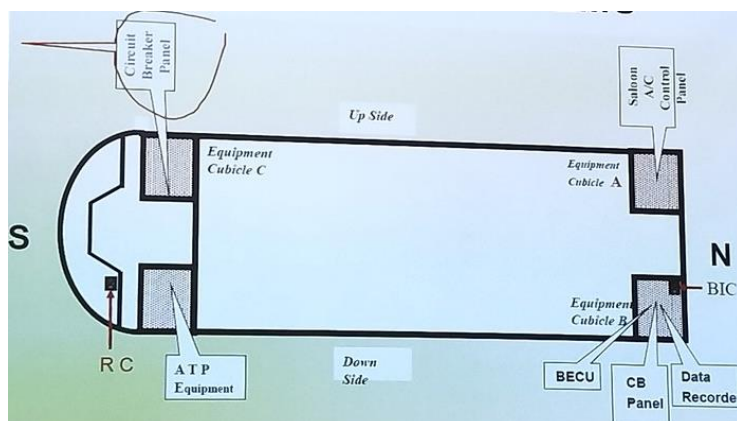 Circuit
Breaker
Panel
Saloon
A/C
Control
Panel
Up Side
Equipment
Cubicle C
Equipment
Cubicle A
S
N
BIC
Equipment
Cubicle B
R C
A T P
Equipment
Down
Side
BECU
CB
Panel
Data
Recorde